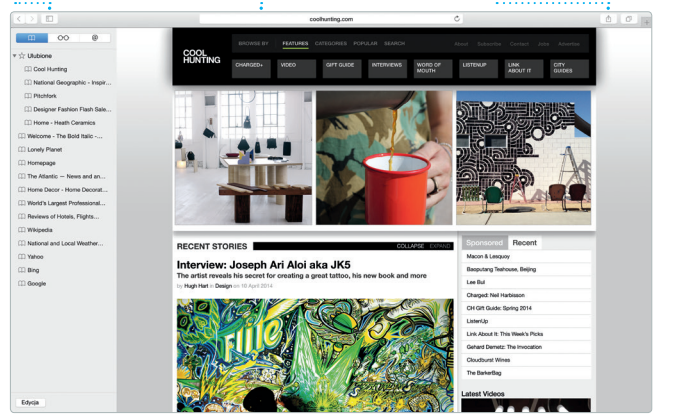 coolhunting.com
@
Ulubione
Cool Hunting
National Geographic - Inspir...
Pitchfork
Designer Fashion Flash Sale...
Home - Heath Ceramics
Welcome - The Bold Italic -...
Lonely Planet
Homepage
The Atlantic — News and an...
Home Decor - Home Decorat...
World's Largest Professional...
Reviews of Hotels, Flights...
Wikipedia
National and Local Weather...
Yahoo
Bing
Google
Edycja
COOL
HUNTING
BROWSE BY FEATURES CATEGORIES POPULAR SEARCH
About Subscribe Contact Jobs Advertise
CHARGED+
VIDEO
GIFT GUIDE
INTERVIEWS
WORD OF
MOUTH
LISTENUP
LINK
ABOUT IT
CITY
GUIDES
RECENT STORIES
COLLAPSE EXPAND
Interview: Joseph Ari Aloi aka JK5
The artist reveals his secret for creating a great tattoo, his new book and more
by Hugh Hart in Design on 16 April 2014
Flite
Sponsored Recent
Macon & Lesquoy
Baoputang Teahouse, Beijing
Lee Bul
Charged: Neil Harbisson
CH Gift Guide: Spring 2014
ListenUp
Link About It: This Week's Picks
Gehard Demetz: The Invocation
Cloudburst Wines
The BarkerBag
Latest Videos